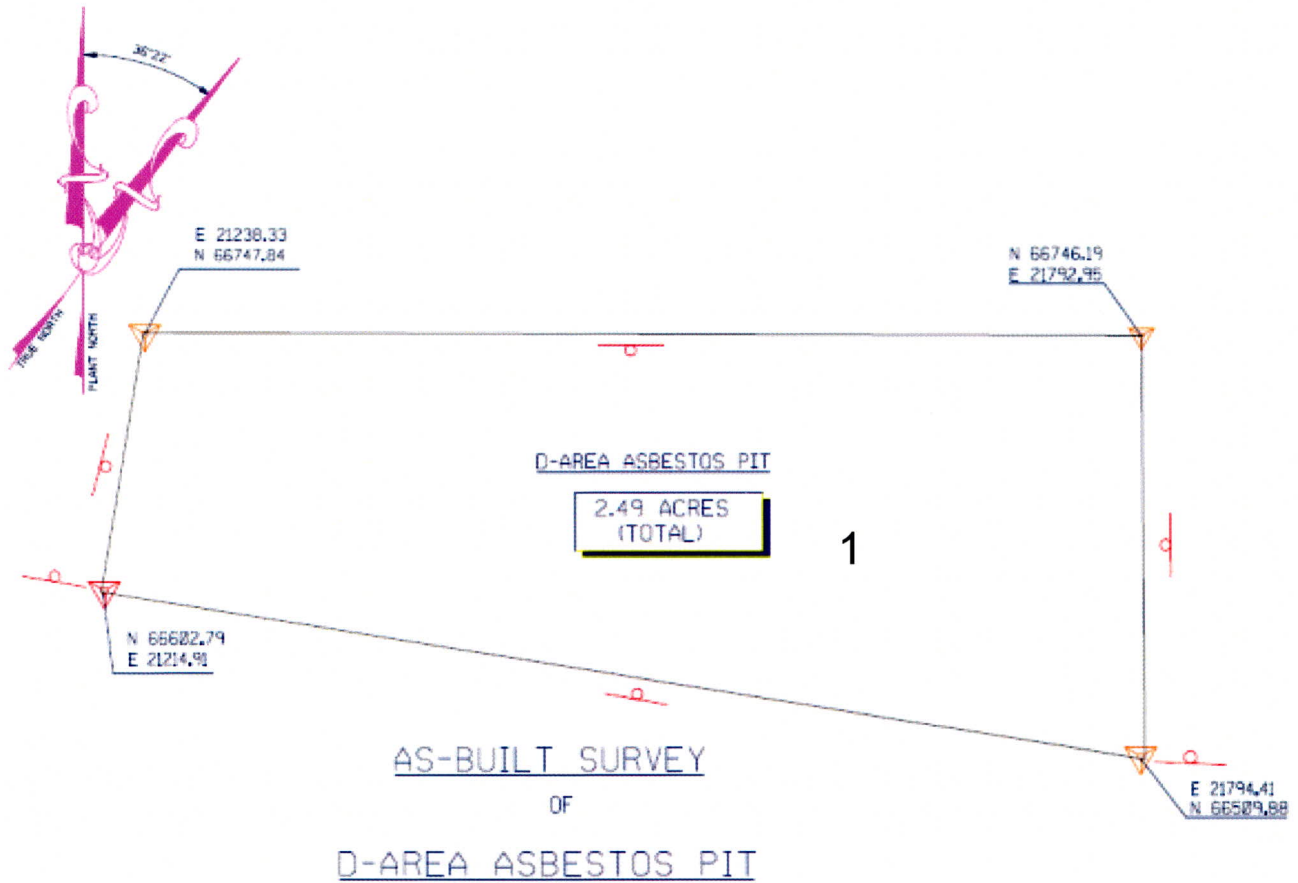 36°22'
E 21238.33
N 66747.84
N 66746.19
E 21792.95
TRUE NORTH
PLANT NORTH
D-AREA ASBESTOS PIT
2.49 ACRES
(TOTAL)
1
N 66602.79
E 21214.91
AS-BUILT SURVEY
OF
D-AREA ASBESTOS PIT
E 21794.41
N 66509.88